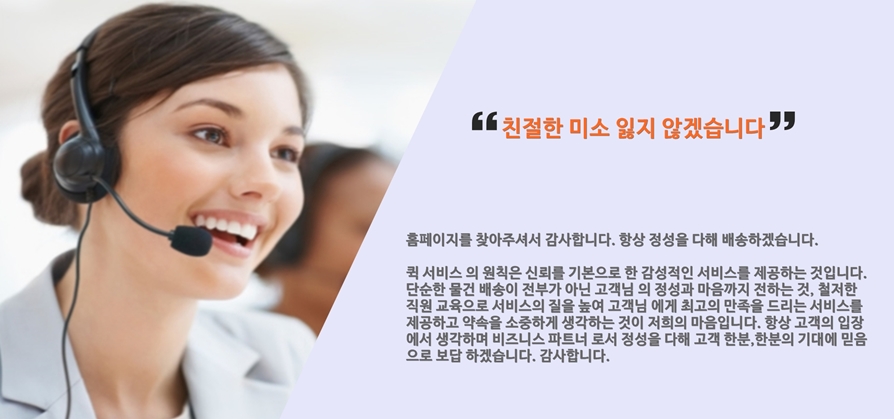 ❝친절한 미소 잃지 않겠습니다❞
홈페이지를 찾아주셔서 감사합니다. 항상 정성을 다해 배송하겠습니다.
퀵 서비스 의 원칙은 신뢰를 기본으로 한 감성적인 서비스를 제공하는 것입니다.
단순한 물건 배송이 전부가 아닌 고객님 의 정성과 마음까지 전하는 것, 철저한
직원 교육으로 서비스의 질을 높여 고객님 에게 최고의 만족을 드리는 서비스를
제공하고 약속을 소중하게 생각하는 것이 저희의 마음입니다. 항상 고객의 입장
에서 생각하며 비즈니스 파트너 로서 정성을 다해 고객 한분,한분의 기대에 믿음
으로 보답 하겠습니다. 감사합니다.